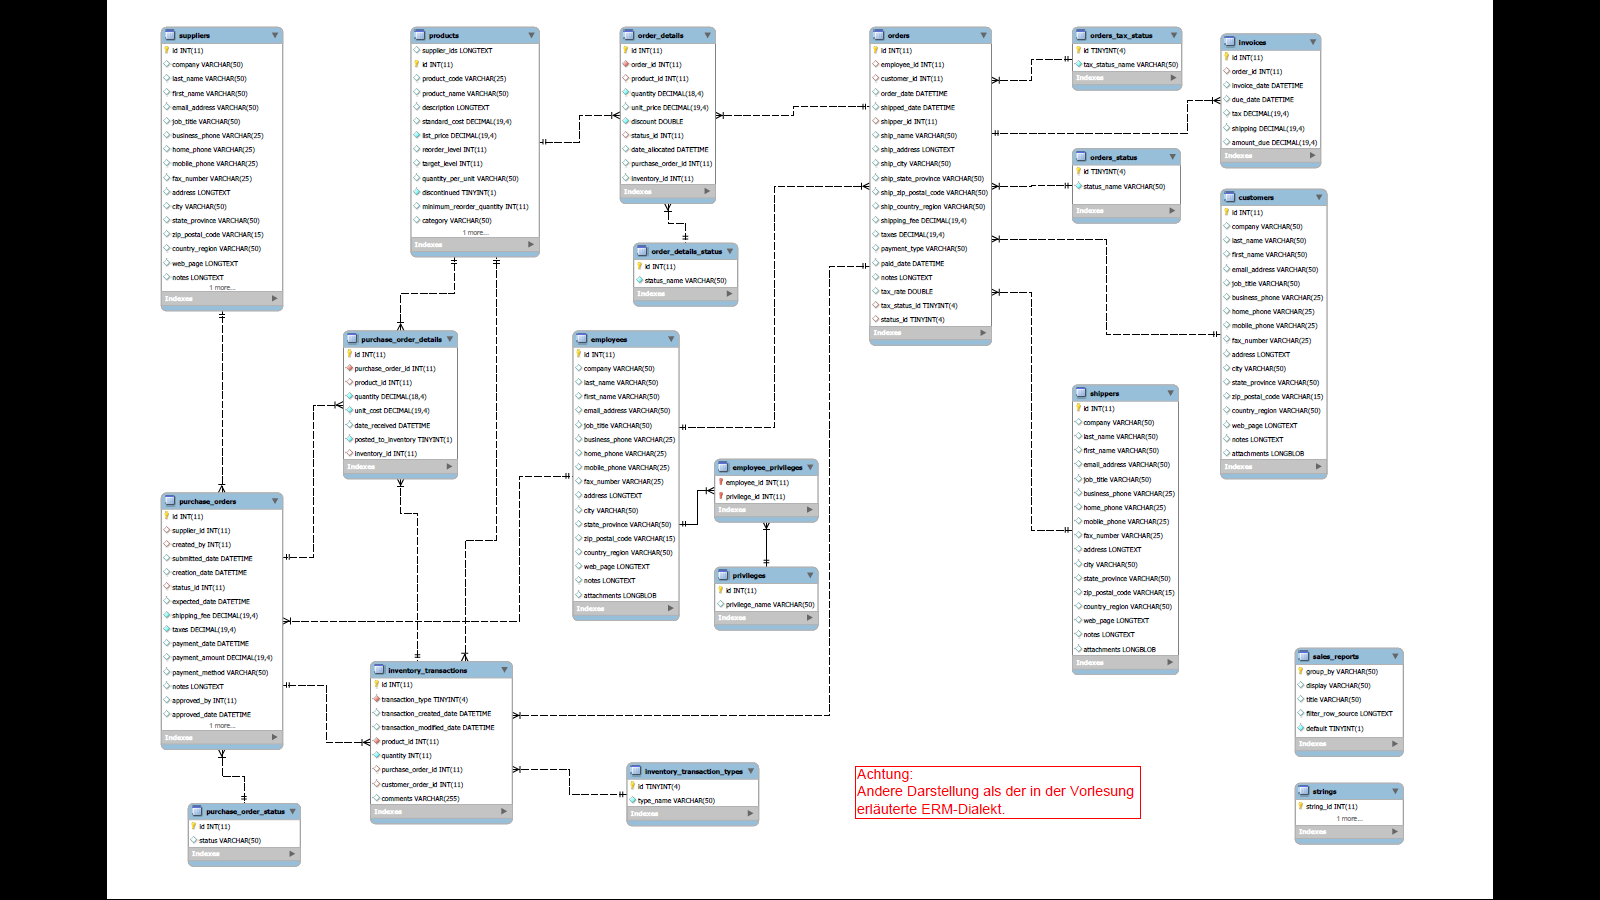 suppliers
id INT(11)
company VARCHAR(50)
last_name VARCHAR(50)
first_name VARCHAR(50)
email_address VARCHAR(50)
job_title VARCHAR(50)
business_phone VARCHAR(25)
home_phone VARCHAR(25)
mobile_phone VARCHAR(25)
fax_number VARCHAR(25)
address LONGTEXT
city VARCHAR(50)
state_province VARCHAR(50)
zip_postal_code VARCHAR(15)
country_region VARCHAR(50)
web_page LONGTEXT
notes LONGTEXT
1 more...
Indexes
products
supplier_ids LONGTEXT
id INT(11)
product_code VARCHAR(25)
product_name VARCHAR(50)
description LONGTEXT
standard_cost DECIMAL(19,4)
list_price DECIMAL(19,4)
reorder_level INT(11)
target_level INT(11)
quantity_per_unit VARCHAR(50)
discontinued TINYINT(1)
minimum_reorder_quantity INT(11)
category VARCHAR(50)
1 more...
Indexes
order_details
id INT(11)
order_id INT(11)
product_id INT(11)
quantity DECIMAL(18,4)
unit_price DECIMAL(19,4)
discount DOUBLE
status_id INT(11)
date_allocated DATETIME
purchase_order_id INT(11)
inventory_id INT(11)
Indexes
order_details_status
id INT(11)
status_name VARCHAR(50)
Indexes
orders
id INT(11)
employee_id INT(11)
customer_id INT(11)
order_date DATETIME
shipped_date DATETIME
shipper_id INT(11)
ship_name VARCHAR(50)
ship_address LONGTEXT
ship_city VARCHAR(50)
ship_state_province VARCHAR(50)
ship_zip_postal_code VARCHAR(50)
ship_country_region VARCHAR(50)
shipping_fee DECIMAL(19,4)
taxes DECIMAL(19,4)
payment_type VARCHAR(50)
paid_date DATETIME
notes LONGTEXT
tax_rate DOUBLE
tax_status_id TINYINT(4)
status_id TINYINT(4)
Indexes
orders_tax_status
id TINYINT(4)
tax_status_name VARCHAR(50)
Indexes
orders_status
id TINYINT(4)
status_name VARCHAR(50)
Indexes
invoices
id INT(11)
order_id INT(11)
invoice_date DATETIME
due_date DATETIME
tax DECIMAL(19,4)
shipping DECIMAL(19,4)
amount_due DECIMAL(19,4)
Indexes
customers
id INT(11)
company VARCHAR(50)
last_name VARCHAR(50)
first_name VARCHAR(50)
email_address VARCHAR(50)
job_title VARCHAR(50)
business_phone VARCHAR(25)
home_phone VARCHAR(25)
mobile_phone VARCHAR(25)
fax_number VARCHAR(25)
address LONGTEXT
city VARCHAR(50)
state_province VARCHAR(50)
zip_postal_code VARCHAR(15)
country_region VARCHAR(50)
web_page LONGTEXT
notes LONGTEXT
attachments LONGBLOB
Indexes
purchase_order_details
id INT(11)
purchase_order_id INT(11)
product_id INT(11)
quantity DECIMAL(18,4)
unit_cost DECIMAL(19,4)
date_received DATETIME
posted_to_inventory TINYINT(1)
inventory_id INT(11)
Indexes
employees
id INT(11)
company VARCHAR(50)
last_name VARCHAR(50)
first_name VARCHAR(50)
email_address VARCHAR(50)
job_title VARCHAR(50)
business_phone VARCHAR(25)
home_phone VARCHAR(25)
mobile_phone VARCHAR(25)
fax_number VARCHAR(25)
address LONGTEXT
city VARCHAR(50)
state_province VARCHAR(50)
zip_postal_code VARCHAR(15)
country_region VARCHAR(50)
web_page LONGTEXT
notes LONGTEXT
attachments LONGBLOB
Indexes
employee_privileges
employee_id INT(11)
privilege_id INT(11)
Indexes
privileges
id INT(11)
privilege_name VARCHAR(50)
Indexes
shippers
id INT(11)
company VARCHAR(50)
last_name VARCHAR(50)
first_name VARCHAR(50)
email_address VARCHAR(50)
job_title VARCHAR(50)
business_phone VARCHAR(25)
home_phone VARCHAR(25)
mobile_phone VARCHAR(25)
fax_number VARCHAR(25)
address LONGTEXT
city VARCHAR(50)
state_province VARCHAR(50)
zip_postal_code VARCHAR(15)
country_region VARCHAR(50)
web_page LONGTEXT
notes LONGTEXT
attachments LONGBLOB
Indexes
purchase_orders
id INT(11)
supplier_id INT(11)
created_by INT(11)
submitted_date DATETIME
creation_date DATETIME
status_id INT(11)
expected_date DATETIME
shipping_fee DECIMAL(19,4)
taxes DECIMAL(19,4)
payment_date DATETIME
payment_amount DECIMAL(19,4)
payment_method VARCHAR(50)
notes LONGTEXT
approved_by INT(11)
approved_date DATETIME
1 more...
Indexes
purchase_order_status
id INT(11)
status VARCHAR(50)
Indexes
inventory_transactions
id INT(11)
transaction_type TINYINT(4)
transaction_created_date DATETIME
transaction_modified_date DATETIME
product_id INT(11)
quantity INT(11)
purchase_order_id INT(11)
customer_order_id INT(11)
comments VARCHAR(255)
Indexes
inventory_transaction_types
id TINYINT(4)
type_name VARCHAR(50)
Indexes
Achtung:
Andere Darstellung als der in der Vorlesung
erläuterte ERM-Dialekt.
sales_reports
group_by VARCHAR(50)
display VARCHAR(50)
title VARCHAR(50)
filter_row_source LONGTEXT
default TINYINT(1)
Indexes
strings
string_id INT(11)
1 more...
Indexes